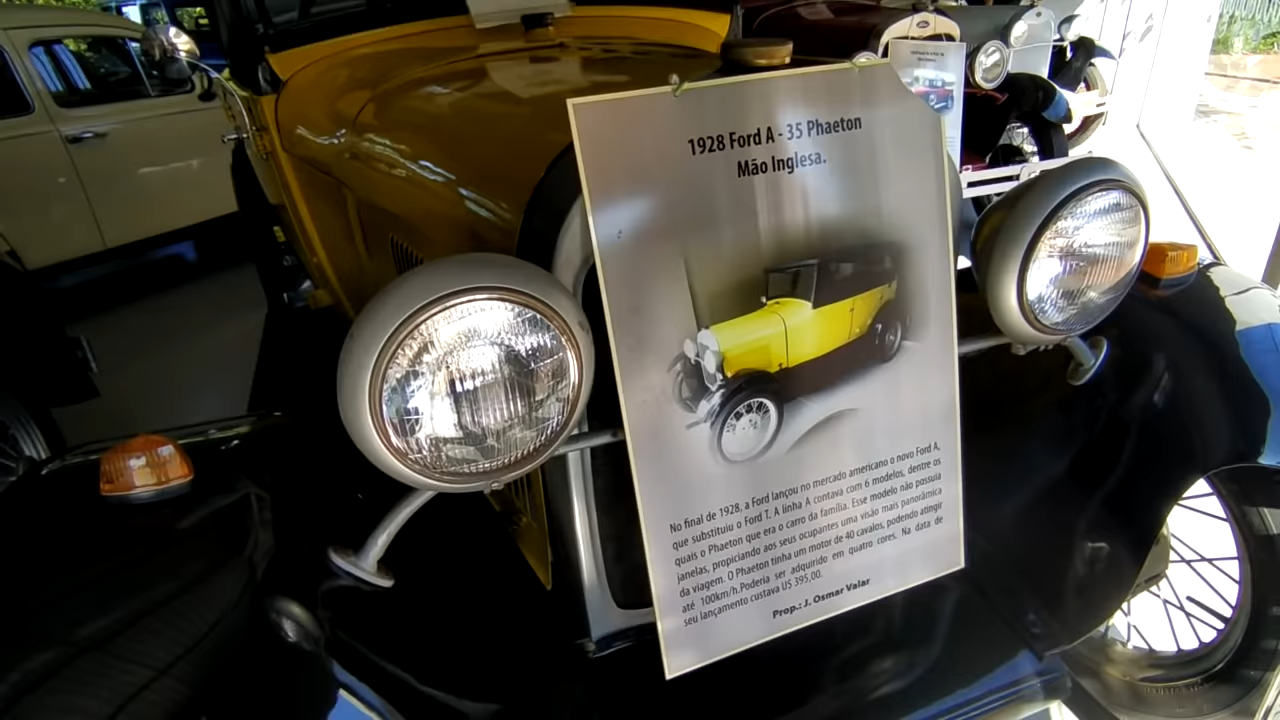 1928 Ford A - 35 Phaeton
Mão Inglesa.
No final de 1928, a Ford lançou no mercado americano o novo Ford A,
que substituiu o Ford T. A linha A contava com 6 modelos, dentre os
quais o Phaeton que era o carro da família. Esse modelo não possuia
janelas, propiciando aos seus ocupantes uma visão mais panorâmica
da viagem. O Phaeton tinha um motor de 40 cavalos, podendo atingir
até 100km/h.Poderia ser adquirido em quatro cores. Na data de
seu lançamento custava US 395,00.
Prop.: J. Osmar Valar